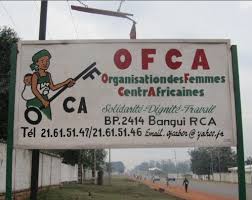 OFCA
Organisation des Femmes
CentrAfricaines
CA
Solidarité-Dignité-Travail
BP.2414 Bangui RCA
Tél 21.61.51.47/21.61.51.46 Email.